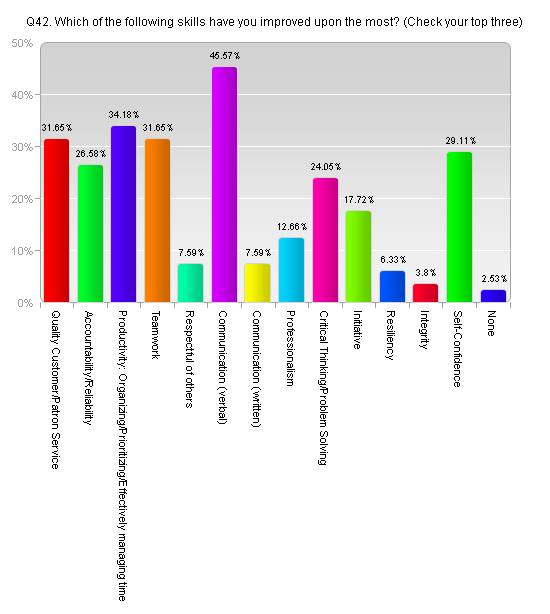 Q42. Which of the following skills have you improved upon the most? (Check your top three)
50%
40%
30%
20%
10%
0%
31.65%
26.58%
34.18%
31.65%
7.59%
45.57%
7.59%
12.66%
24.05%
17.72%
6.33%
3.8%
29.11%
2.53%
Quality Customer/Patron Service
Accountability/Reliability
Productivity: Organizing/Prioritizing/Effectively managing time
Teamwork
Respectful of others
Communication (verbal)
Communication (written)
Professionalism
Critical Thinking/Problem Solving
Initiative
Resiliency
Integrity
Self-Confidence
None